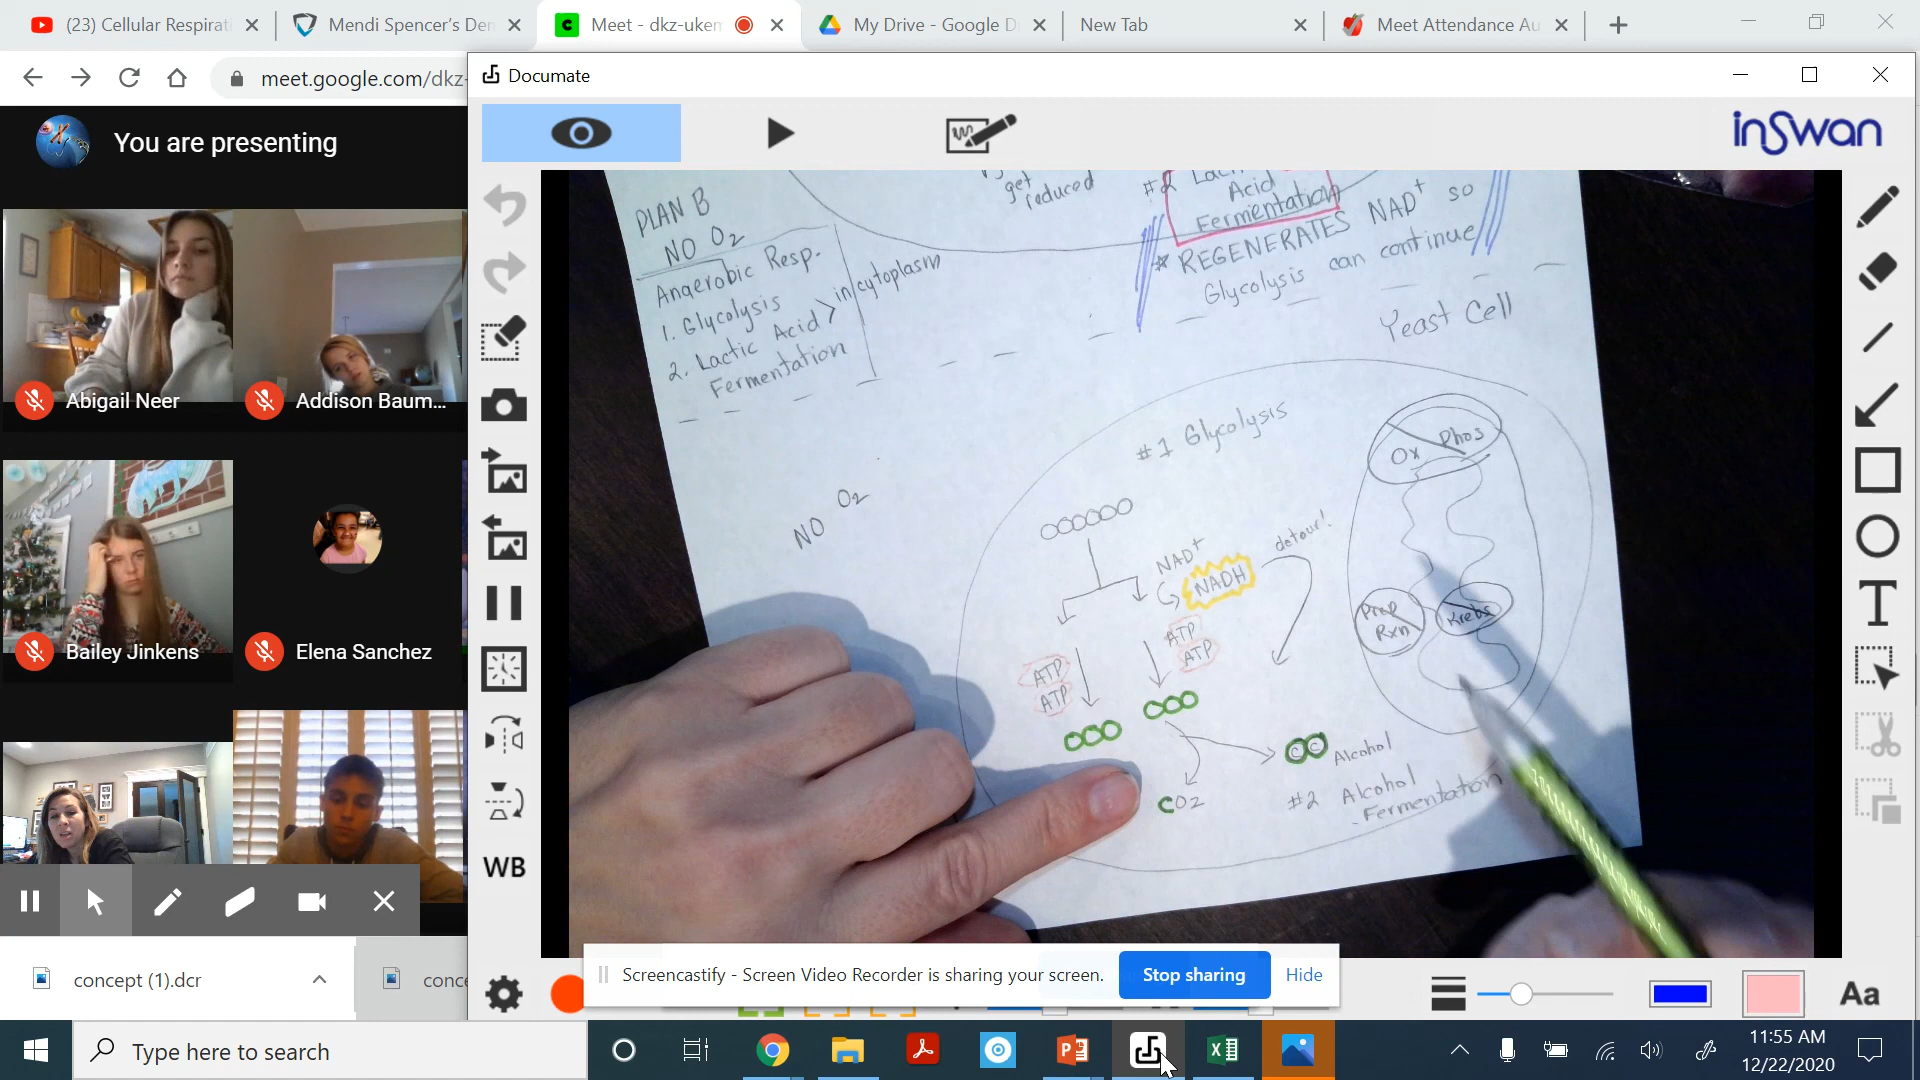 (23) Cellular Respirati
Mendi Spencer's Den
Meet - dkz-ukem
My Drive - Google D
New Tab
Meet Attendance Au
meet.google.com/dkz-
Documate
You are presenting
inSwan
get
reduced
#2
Acid
Fermentation
* REGENERATES NAD+ so
Glycolysis can continue
PLAN B
NO O2
Anaerobic Resp.
1. Glycolysis
2. Lactic Acid > in cytoplasm
Fermentation
Yeast Cell
#1 Glycolysis
Ox Phos
NO O2
NAD+
NADH
detour!
Prep
Rxn
Krebs
ATP
ATP
ATP
ATP
CC Alcohol
CO2
#2 Alcohol
Fermentation
Abigail Neer
Addison Baum...
Bailey Jinkens
Elena Sanchez
WB
T
concept (1).dcr
conce
Screencastify - Screen Video Recorder is sharing your screen.
Stop sharing
Hide
Aa
Type here to search
11:55 AM
12/22/2020